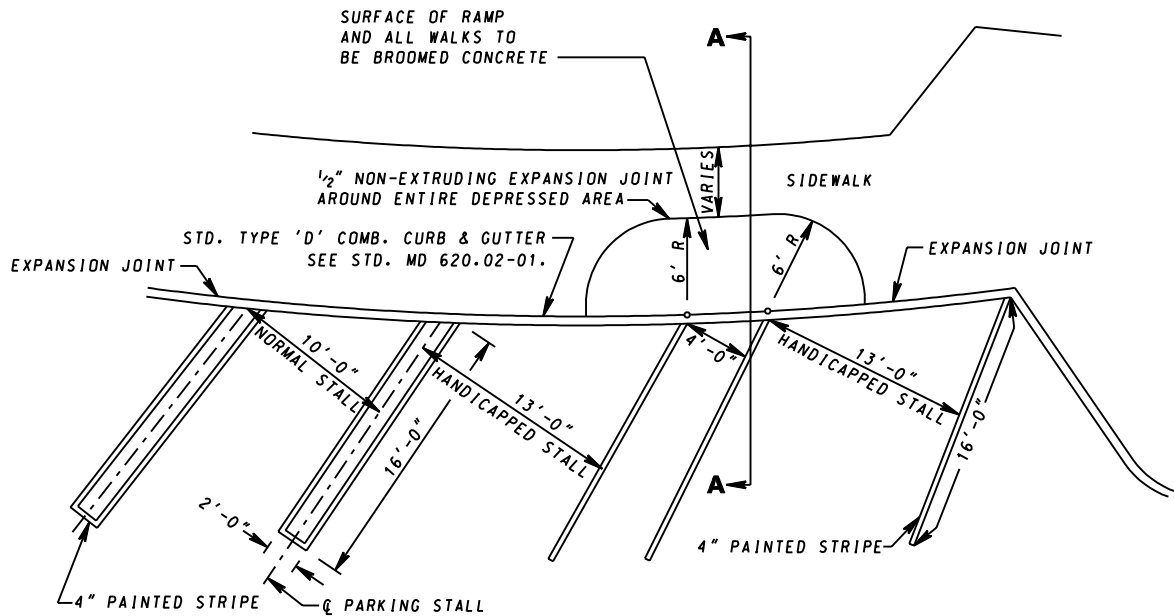 SURFACE OF RAMP
AND ALL WALKS TO
BE BROOMED CONCRETE
A
VARIES
SIDEWALK
1/2" NON-EXTRUDING EXPANSION JOINT
AROUND ENTIRE DEPRESSED AREA
STD. TYPE 'D' COMB. CURB & GUTTER
SEE STD. MD 620.02-01.
EXPANSION JOINT
6' R
6' R
EXPANSION JOINT
10'-0"
NORMAL STALL
13'-0"
HANDICAPPED STALL
16'-0"
4'-0"
13'-0"
HANDICAPPED STALL
16'-0"
A
2'-0"
4" PAINTED STRIPE
4" PAINTED STRIPE
℄ PARKING STALL